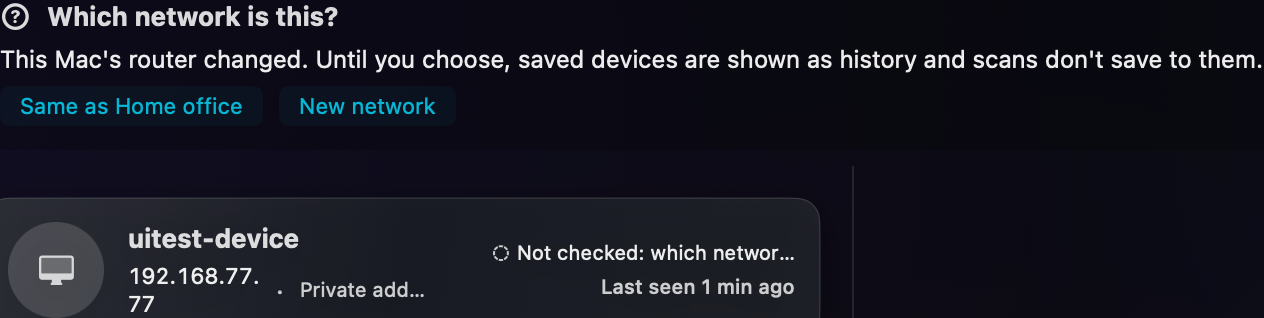 Which network is this?
This Mac's router changed. Until you choose, saved devices are shown as history and scans don't save to them.
Same as Home office
New network
uitest-device
192.168.77.
77
· Private add...
Not checked: which networ...
Last seen 1 min ago